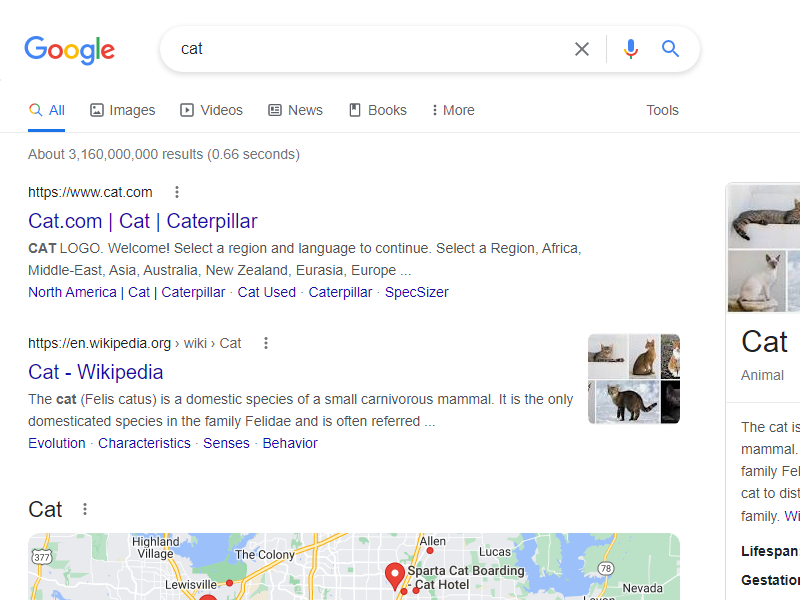 Google
cat
All
Images
Videos
News
Books
More
Tools
About 3,160,000,000 results (0.66 seconds)
https://www.cat.com
Cat.com | Cat | Caterpillar
CAT LOGO. Welcome! Select a region and language to continue. Select a Region, Africa,
Middle-East, Asia, Australia, New Zealand, Eurasia, Europe ...
North America | Cat | Caterpillar · Cat Used · Caterpillar · SpecSizer
https://en.wikipedia.org › wiki › Cat
Cat - Wikipedia
The cat (Felis catus) is a domestic species of a small carnivorous mammal. It is the only
domesticated species in the family Felidae and is often referred ...
Evolution · Characteristics · Senses · Behavior
Cat
377
Highland
Village
The Colony
Lewisville
Allen
Lucas
Sparta Cat Boarding
- Cat Hotel
78
Nevada
Cat
Animal
The cat is
mammal.
family Fel
cat to dist
family. Wi
Lifespan
Gestation